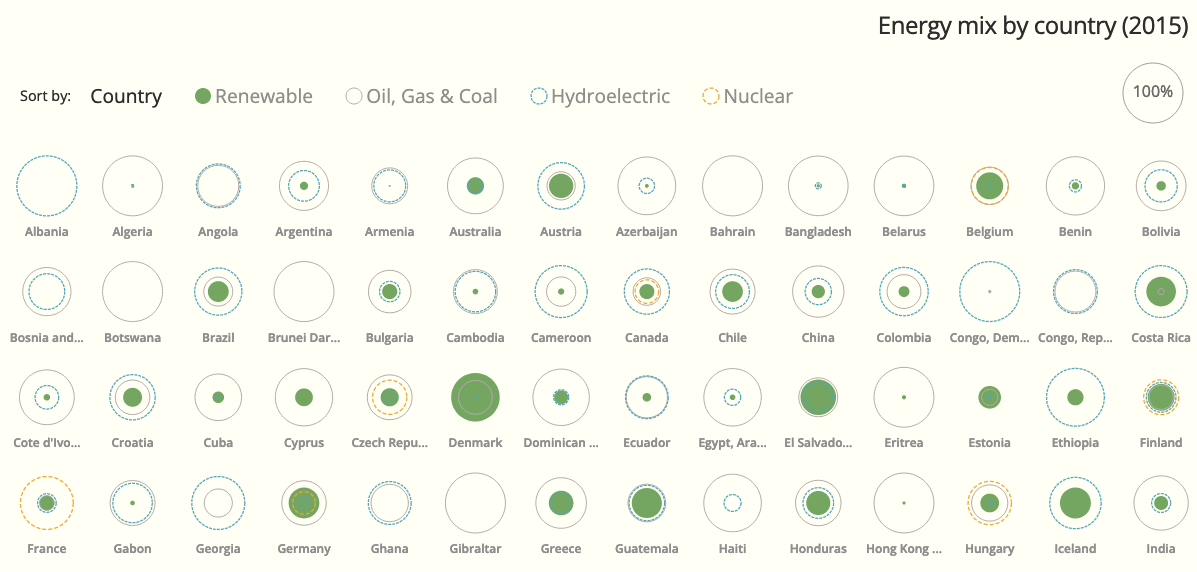 Energy mix by country (2015)
Sort by: Country Renewable Oil, Gas & Coal Hydroelectric Nuclear 100%
Albania Algeria Angola Argentina Armenia Australia Austria Azerbaijan Bahrain Bangladesh Belarus Belgium Benin Bolivia
Bosnia and... Botswana Brazil Brunei Dar... Bulgaria Cambodia Cameroon Canada Chile China Colombia Congo, Dem... Congo, Rep... Costa Rica
Cote d'Ivo... Croatia Cuba Cyprus Czech Repu... Denmark Dominican ... Ecuador Egypt, Ara... El Salvado... Eritrea Estonia Ethiopia Finland
France Gabon Georgia Germany Ghana Gibraltar Greece Guatemala Haiti Honduras Hong Kong ... Hungary Iceland India